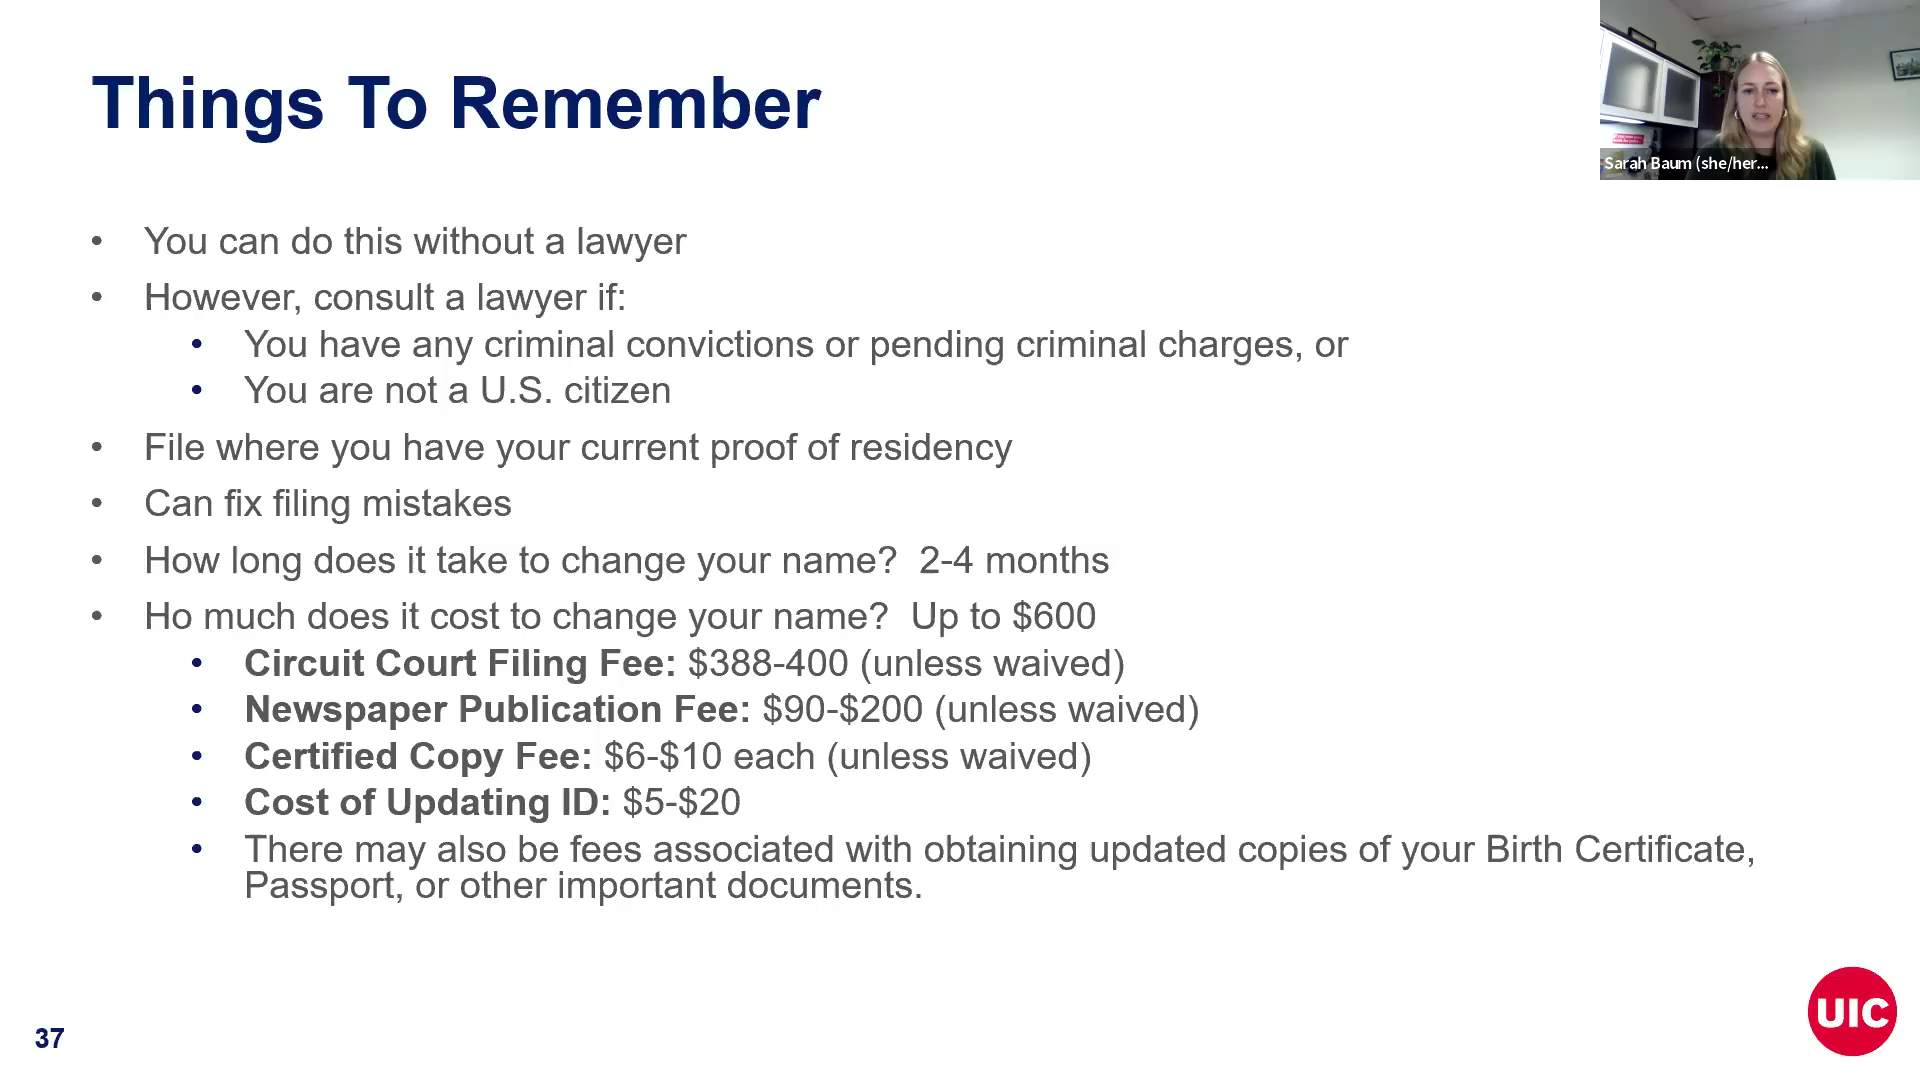 Things To Remember
Sarah Baum (she/her...
• You can do this without a lawyer
• However, consult a lawyer if:
• You have any criminal convictions or pending criminal charges, or
• You are not a U.S. citizen
• File where you have your current proof of residency
• Can fix filing mistakes
• How long does it take to change your name?  2-4 months
• Ho much does it cost to change your name?  Up to $600
• Circuit Court Filing Fee: $388-400 (unless waived)
• Newspaper Publication Fee: $90-$200 (unless waived)
• Certified Copy Fee: $6-$10 each (unless waived)
• Cost of Updating ID: $5-$20
• There may also be fees associated with obtaining updated copies of your Birth Certificate,
Passport, or other important documents.
UIC
37